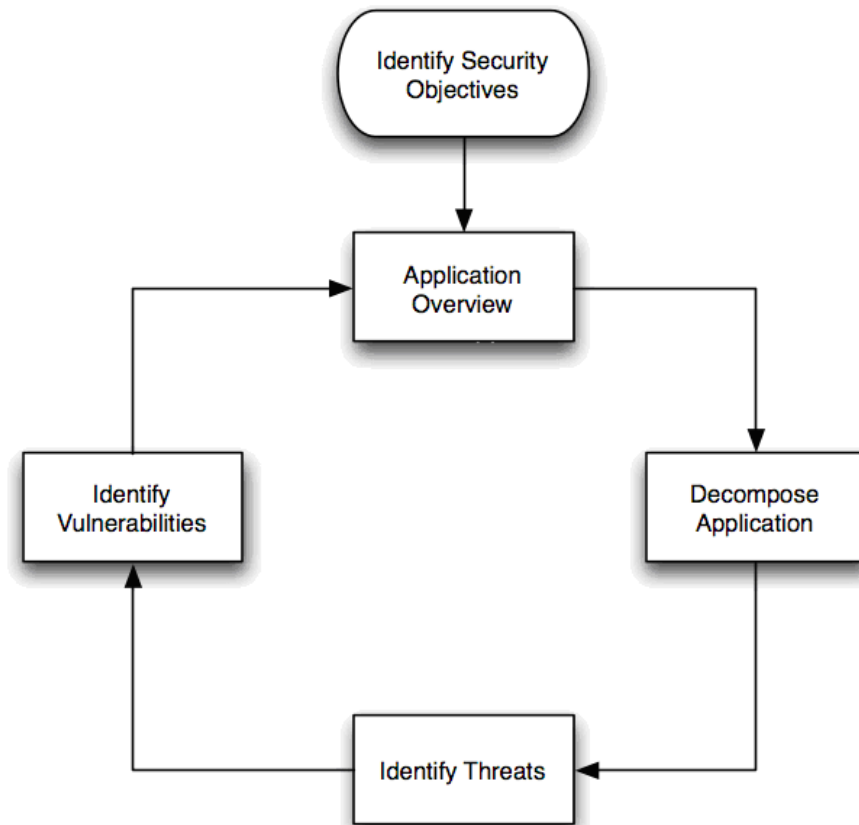 Identify Security
Objectives
Application
Overview
Identify
Vulnerabilities
Decompose
Application
Identify Threats